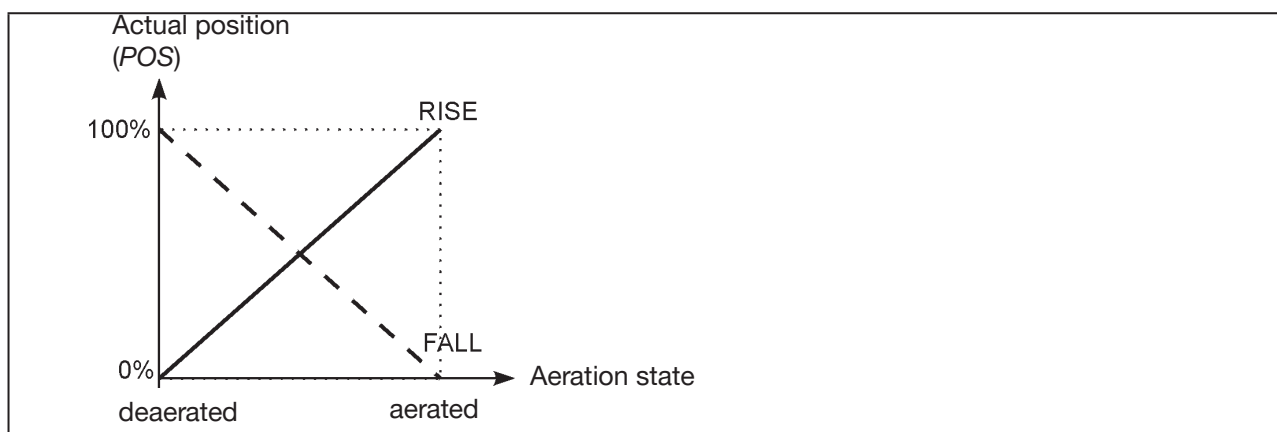 Actual position
(POS)
RISE
100%
FALL
0%
Aeration state
deaerated
aerated